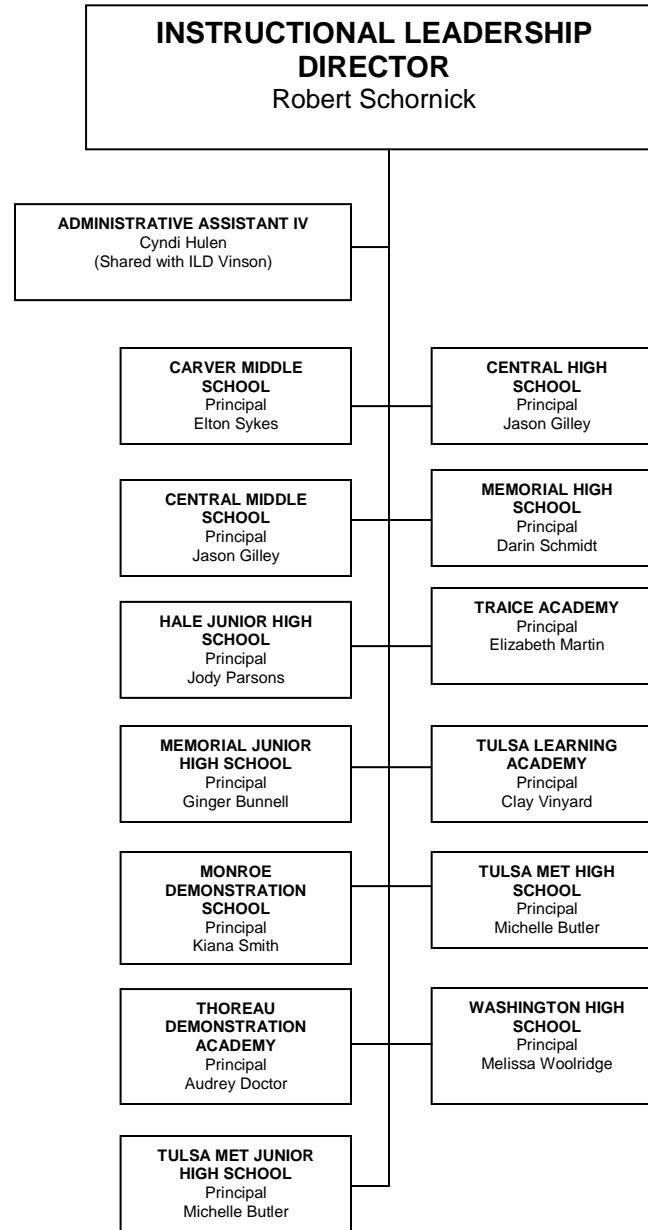 INSTRUCTIONAL LEADERSHIP
DIRECTOR
Robert Schornick
ADMINISTRATIVE ASSISTANT IV
Cyndi Hulen
(Shared with ILD Vinson)
CARVER MIDDLE
SCHOOL
Principal
Elton Sykes
CENTRAL HIGH
SCHOOL
Principal
Jason Gilley
CENTRAL MIDDLE
SCHOOL
Principal
Jason Gilley
MEMORIAL HIGH
SCHOOL
Principal
Darin Schmidt
HALE JUNIOR HIGH
SCHOOL
Principal
Jody Parsons
TRAICE ACADEMY
Principal
Elizabeth Martin
MEMORIAL JUNIOR
HIGH SCHOOL
Principal
Ginger Bunnell
TULSA LEARNING
ACADEMY
Principal
Clay Vinyard
MONROE
DEMONSTRATION
SCHOOL
Principal
Kiana Smith
TULSA MET HIGH
SCHOOL
Principal
Michelle Butler
THOREAU
DEMONSTRATION
ACADEMY
Principal
Audrey Doctor
WASHINGTON HIGH
SCHOOL
Principal
Melissa Woolridge
TULSA MET JUNIOR
HIGH SCHOOL
Principal
Michelle Butler